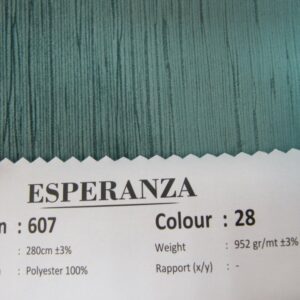 ESPERANZA
n : 607 Colour : 28
: 280cm ±3% Weight : 952 gr/mt ±3%
: Polyester 100% Rapport (x/y) : -